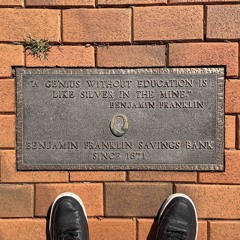 "A GENIUS WITHOUT EDUCATION IS
LIKE SILVER IN THE MINE."
BENJAMIN FRANKLIN
BENJAMIN FRANKLIN SAVINGS BANK
SINCE 1871